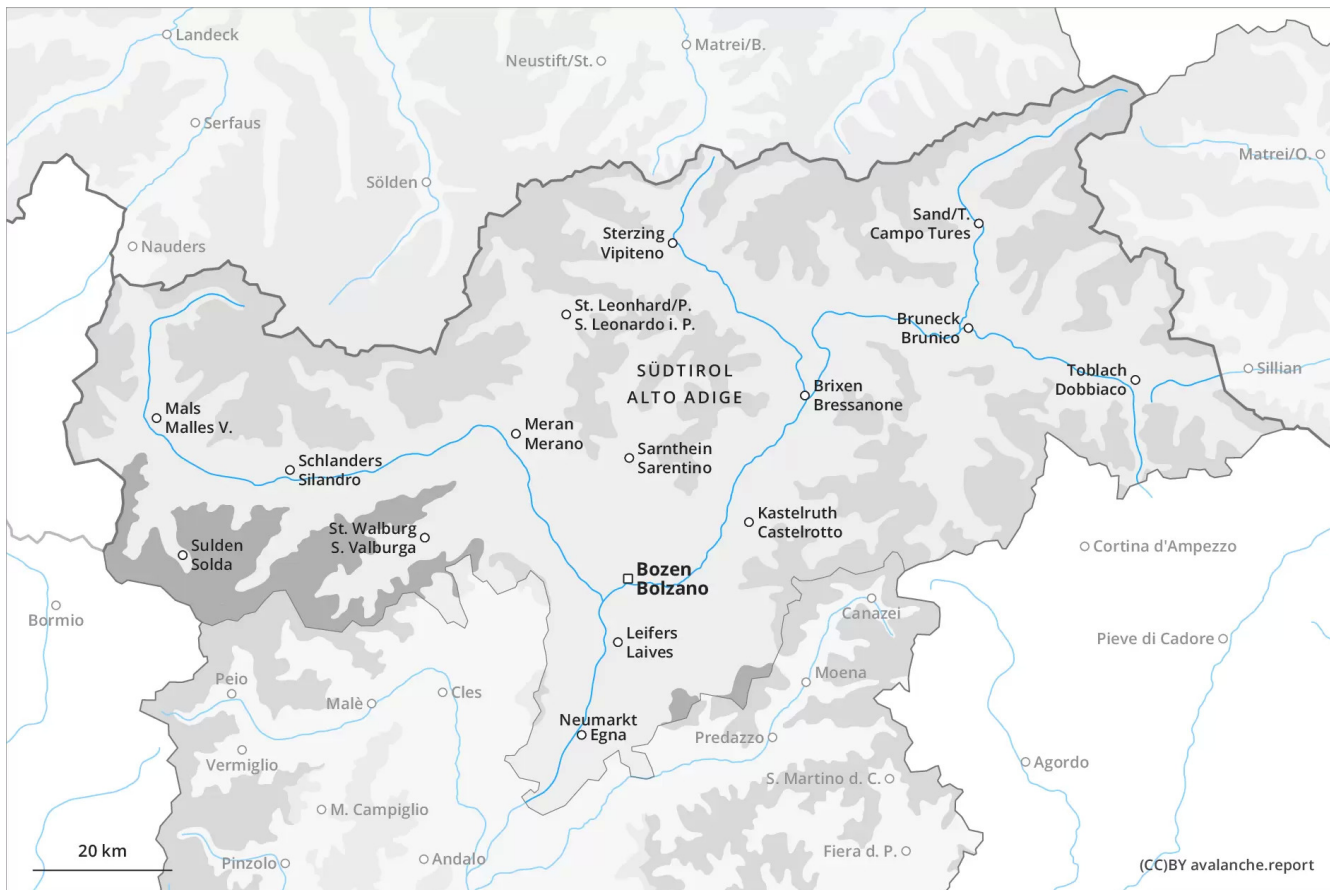 Landeck
Matrei/B.
Neustift/St.
Serfaus
Matrei/O.
Sölden
Sand/T.
Campo Tures
Sterzing
Vipiteno
Nauders
St. Leonhard/P.
S. Leonardo i. P.
Bruneck
Brunico
SÜDTIROL
ALTO ADIGE
Toblach
Dobbiaco
Sillian
Brixen
Bressanone
Mals
Malles V.
Meran
Merano
Sarnthein
Sarentino
Schlanders
Silandro
Kastelruth
Castelrotto
St. Walburg
S. Valburga
Sulden
Solda
Cortina d'Ampezzo
Bozen
Bolzano
Bormio
Canazei
Leifers
Laives
Pieve di Cadore
Peio
Moena
Malè
Cles
Neumarkt
Egna
Predazzo
Vermiglio
Agordo
S. Martino d. C.
M. Campiglio
20 km
Pinzolo
Andalo
Fiera d. P.
(CC)BY avalanche.report